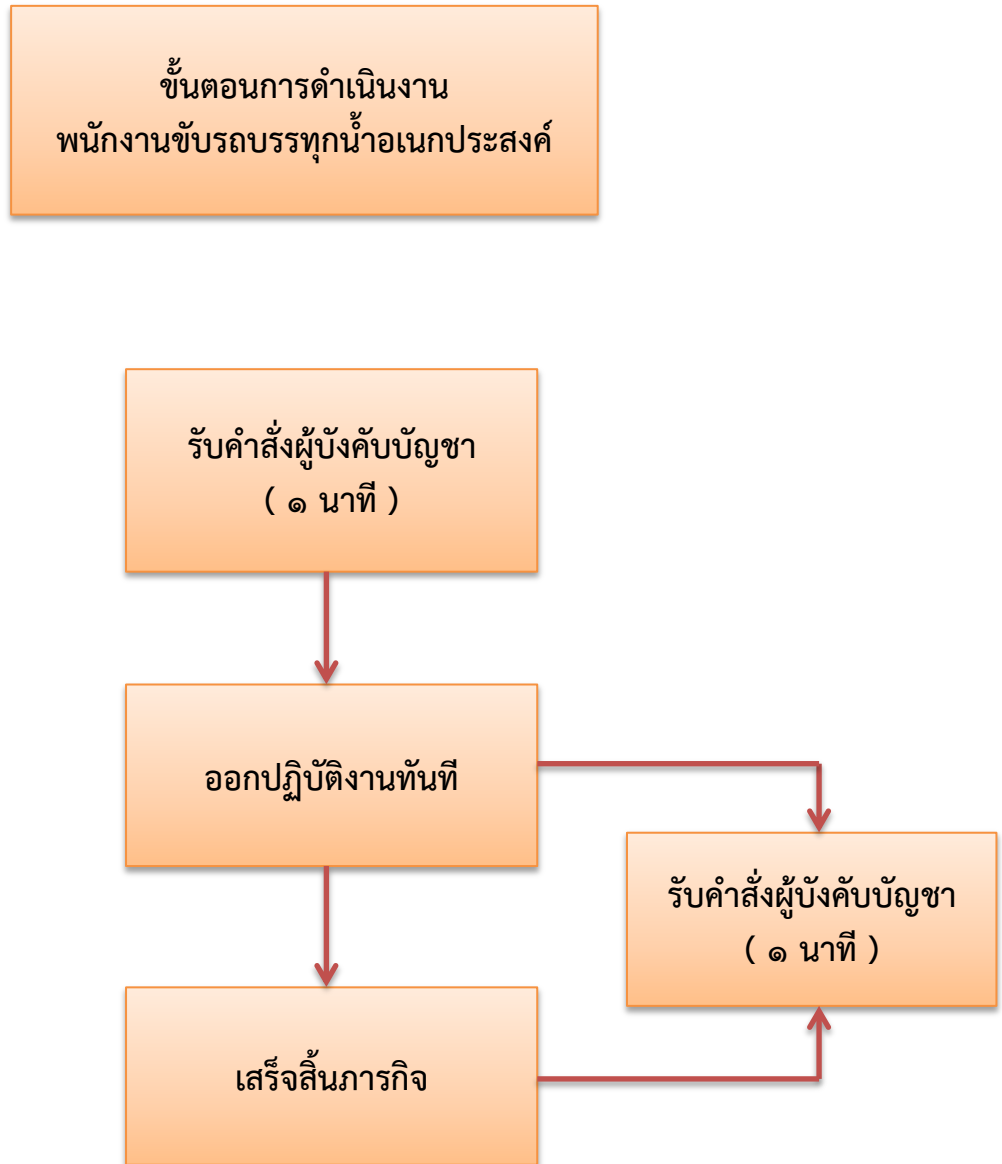 ขั้นตอนการดำเนินงาน
พนักงานขับรถบรรทุกน้ำอเนกประสงค์
รับคำสั่งผู้บังคับบัญชา
( ๑ นาที )
ออกปฏิบัติงานทันที
รับคำสั่งผู้บังคับบัญชา
( ๑ นาที )
เสร็จสิ้นภารกิจ